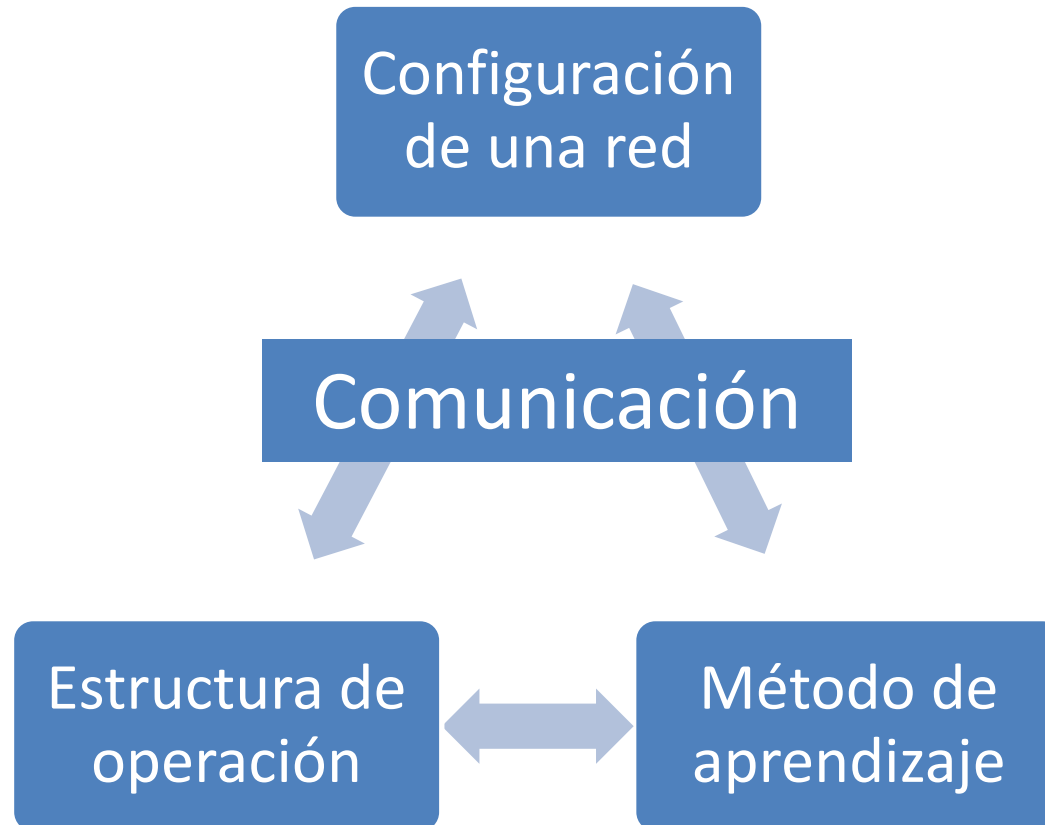 Configuración
de una red
Comunicación
Estructura de
operación
Método de
aprendizaje